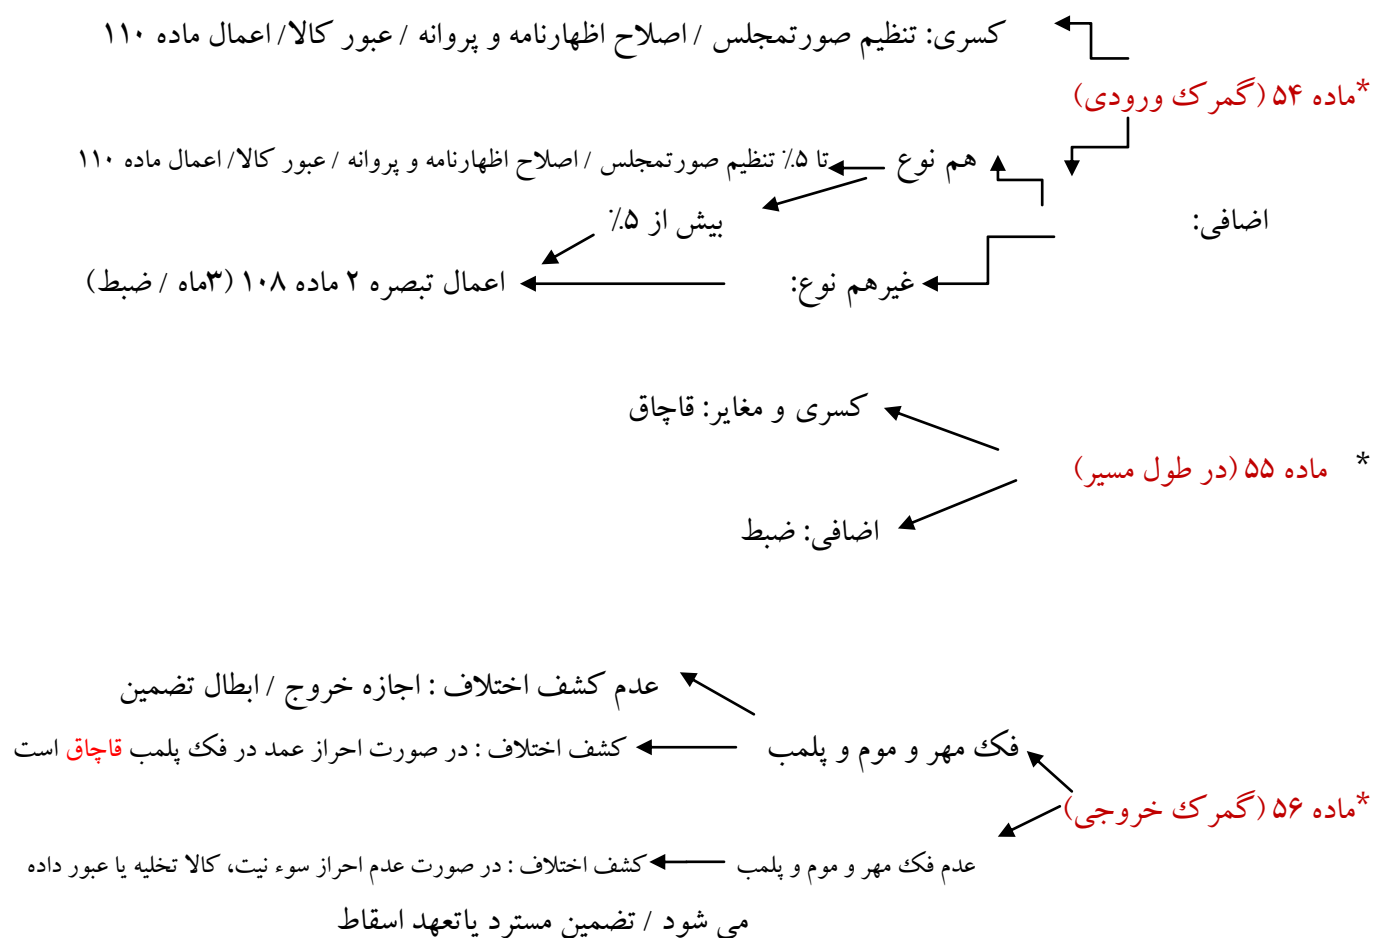 کسری: تنظیم صورتمجلس / اصلاح اظهارنامه و پروانه / عبور کالا/ اعمال ماده ۱۱۰
*ماده ۵۴ (گمرک ورودی)
هم نوع تا ۵٪ تنظیم صورتمجلس / اصلاح اظهارنامه و پروانه / عبور کالا/ اعمال ماده ۱۱۰
اضافی: بیش از ۵٪
غیرهم نوع: اعمال تبصره ۲ ماده ۱۰۸ (۳ماه / ضبط)
کسری و مغایر: قاچاق
* ماده ۵۵ (در طول مسیر)
اضافی: ضبط
عدم کشف اختلاف : اجازه خروج / ابطال تضمین
فک مهر و موم و پلمب کشف اختلاف : در صورت احراز عمد در فک پلمب قاچاق است
*ماده ۵۶ (گمرک خروجی)
عدم فک مهر و موم و پلمب کشف اختلاف : در صورت عدم احراز سوء نیت، کالا تخلیه یا عبور داده
می شود / تضمین مسترد یاتعهد اسقاط